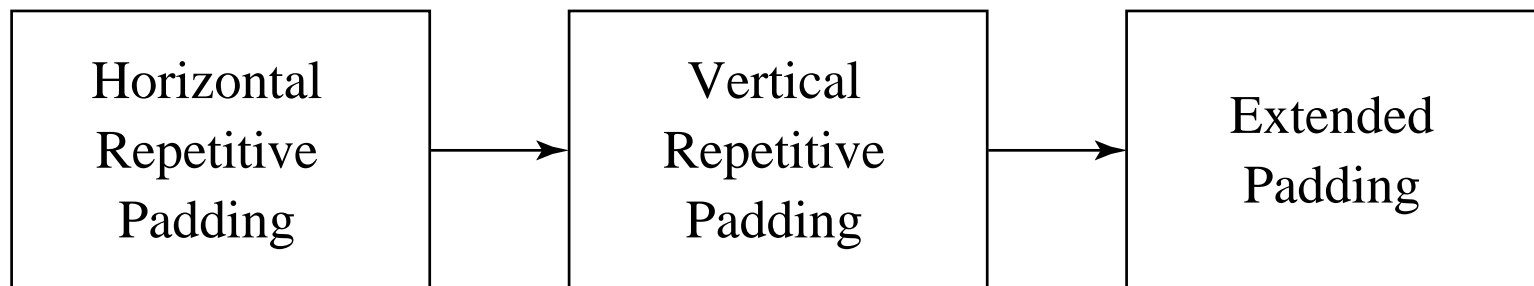 Horizontal
Repetitive
Padding
Vertical
Repetitive
Padding
Extended
Padding